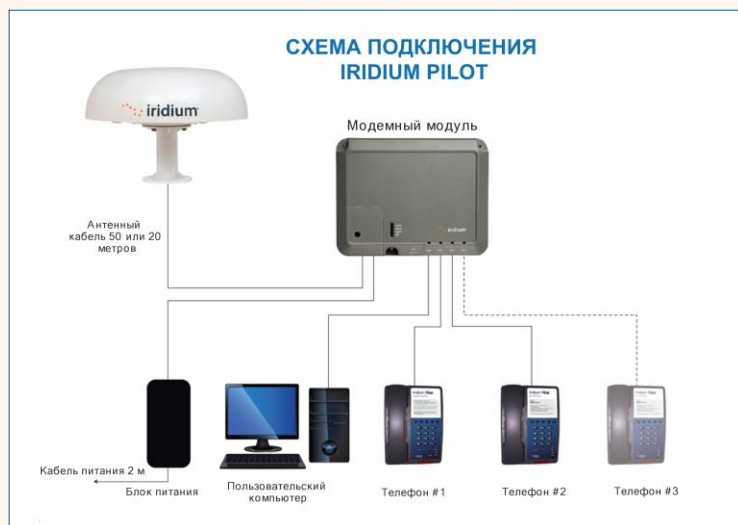 СХЕМА ПОДКЛЮЧЕНИЯ
IRIDIUM PILOT
iridium
Модемный модуль
iridium
Антенный
кабель 50 или 20
метров
Кабель питания 2 м
Блок питания
Пользовательский
компьютер
Телефон #1
Телефон #2
Телефон #3